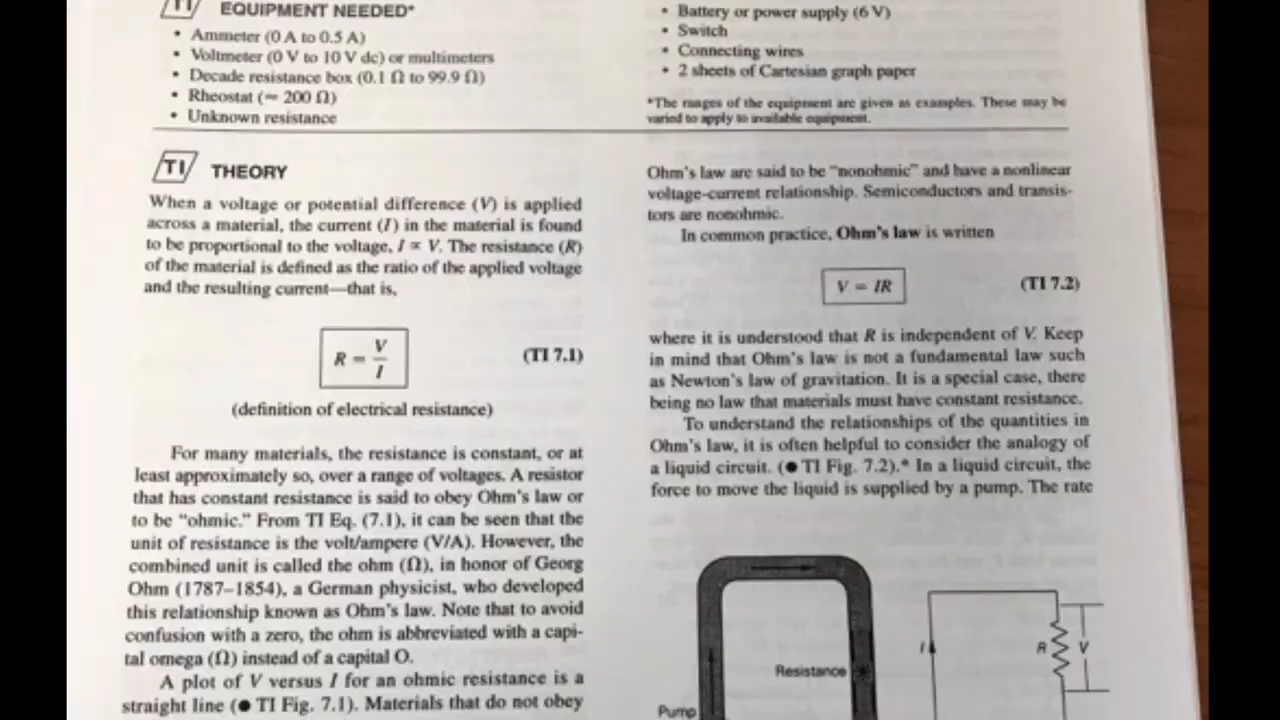 TI EQUIPMENT NEEDED*
• Ammeter (0 A to 0.5 A)
• Voltmeter (0 V to 10 V dc) or multimeters
• Decade resistance box (0.1 Ω to 99.9 Ω)
• Rheostat (≈ 200 Ω)
• Unknown resistance
• Battery or power supply (6 V)
• Switch
• Connecting wires
• 2 sheets of Cartesian graph paper
*The ranges of the equipment are given as examples. These may be
varied to apply to available equipment.
TI THEORY
When a voltage or potential difference (V) is applied
across a material, the current (I) in the material is found
to be proportional to the voltage, I ∝ V. The resistance (R)
of the material is defined as the ratio of the applied voltage
and the resulting current—that is,
R = V/I (TI 7.1)
(definition of electrical resistance)
For many materials, the resistance is constant, or at
least approximately so, over a range of voltages. A resistor
that has constant resistance is said to obey Ohm's law or
to be "ohmic." From TI Eq. (7.1), it can be seen that the
unit of resistance is the volt/ampere (V/A). However, the
combined unit is called the ohm (Ω), in honor of Georg
Ohm (1787–1854), a German physicist, who developed
this relationship known as Ohm's law. Note that to avoid
confusion with a zero, the ohm is abbreviated with a capi-
tal omega (Ω) instead of a capital O.
A plot of V versus I for an ohmic resistance is a
straight line (● TI Fig. 7.1). Materials that do not obey
Ohm's law are said to be "nonohmic" and have a nonlinear
voltage-current relationship. Semiconductors and transis-
tors are nonohmic.
In common practice, Ohm's law is written
V = IR (TI 7.2)
where it is understood that R is independent of V. Keep
in mind that Ohm's law is not a fundamental law such
as Newton's law of gravitation. It is a special case, there
being no law that materials must have constant resistance.
To understand the relationships of the quantities in
Ohm's law, it is often helpful to consider the analogy of
a liquid circuit. (● TI Fig. 7.2).* In a liquid circuit, the
force to move the liquid is supplied by a pump. The rate
Resistance
Pump
I
R
V